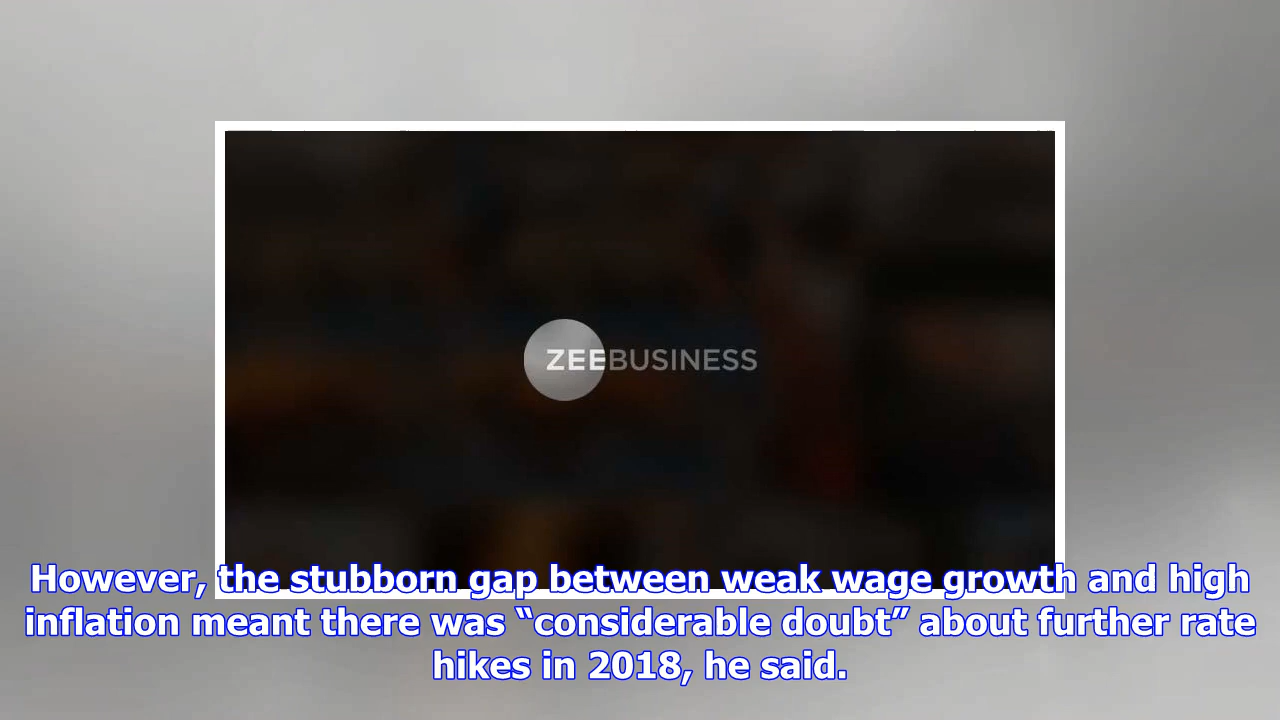 ZEEBUSINESS
However, the stubborn gap between weak wage growth and high
inflation meant there was “considerable doubt” about further rate
hikes in 2018, he said.